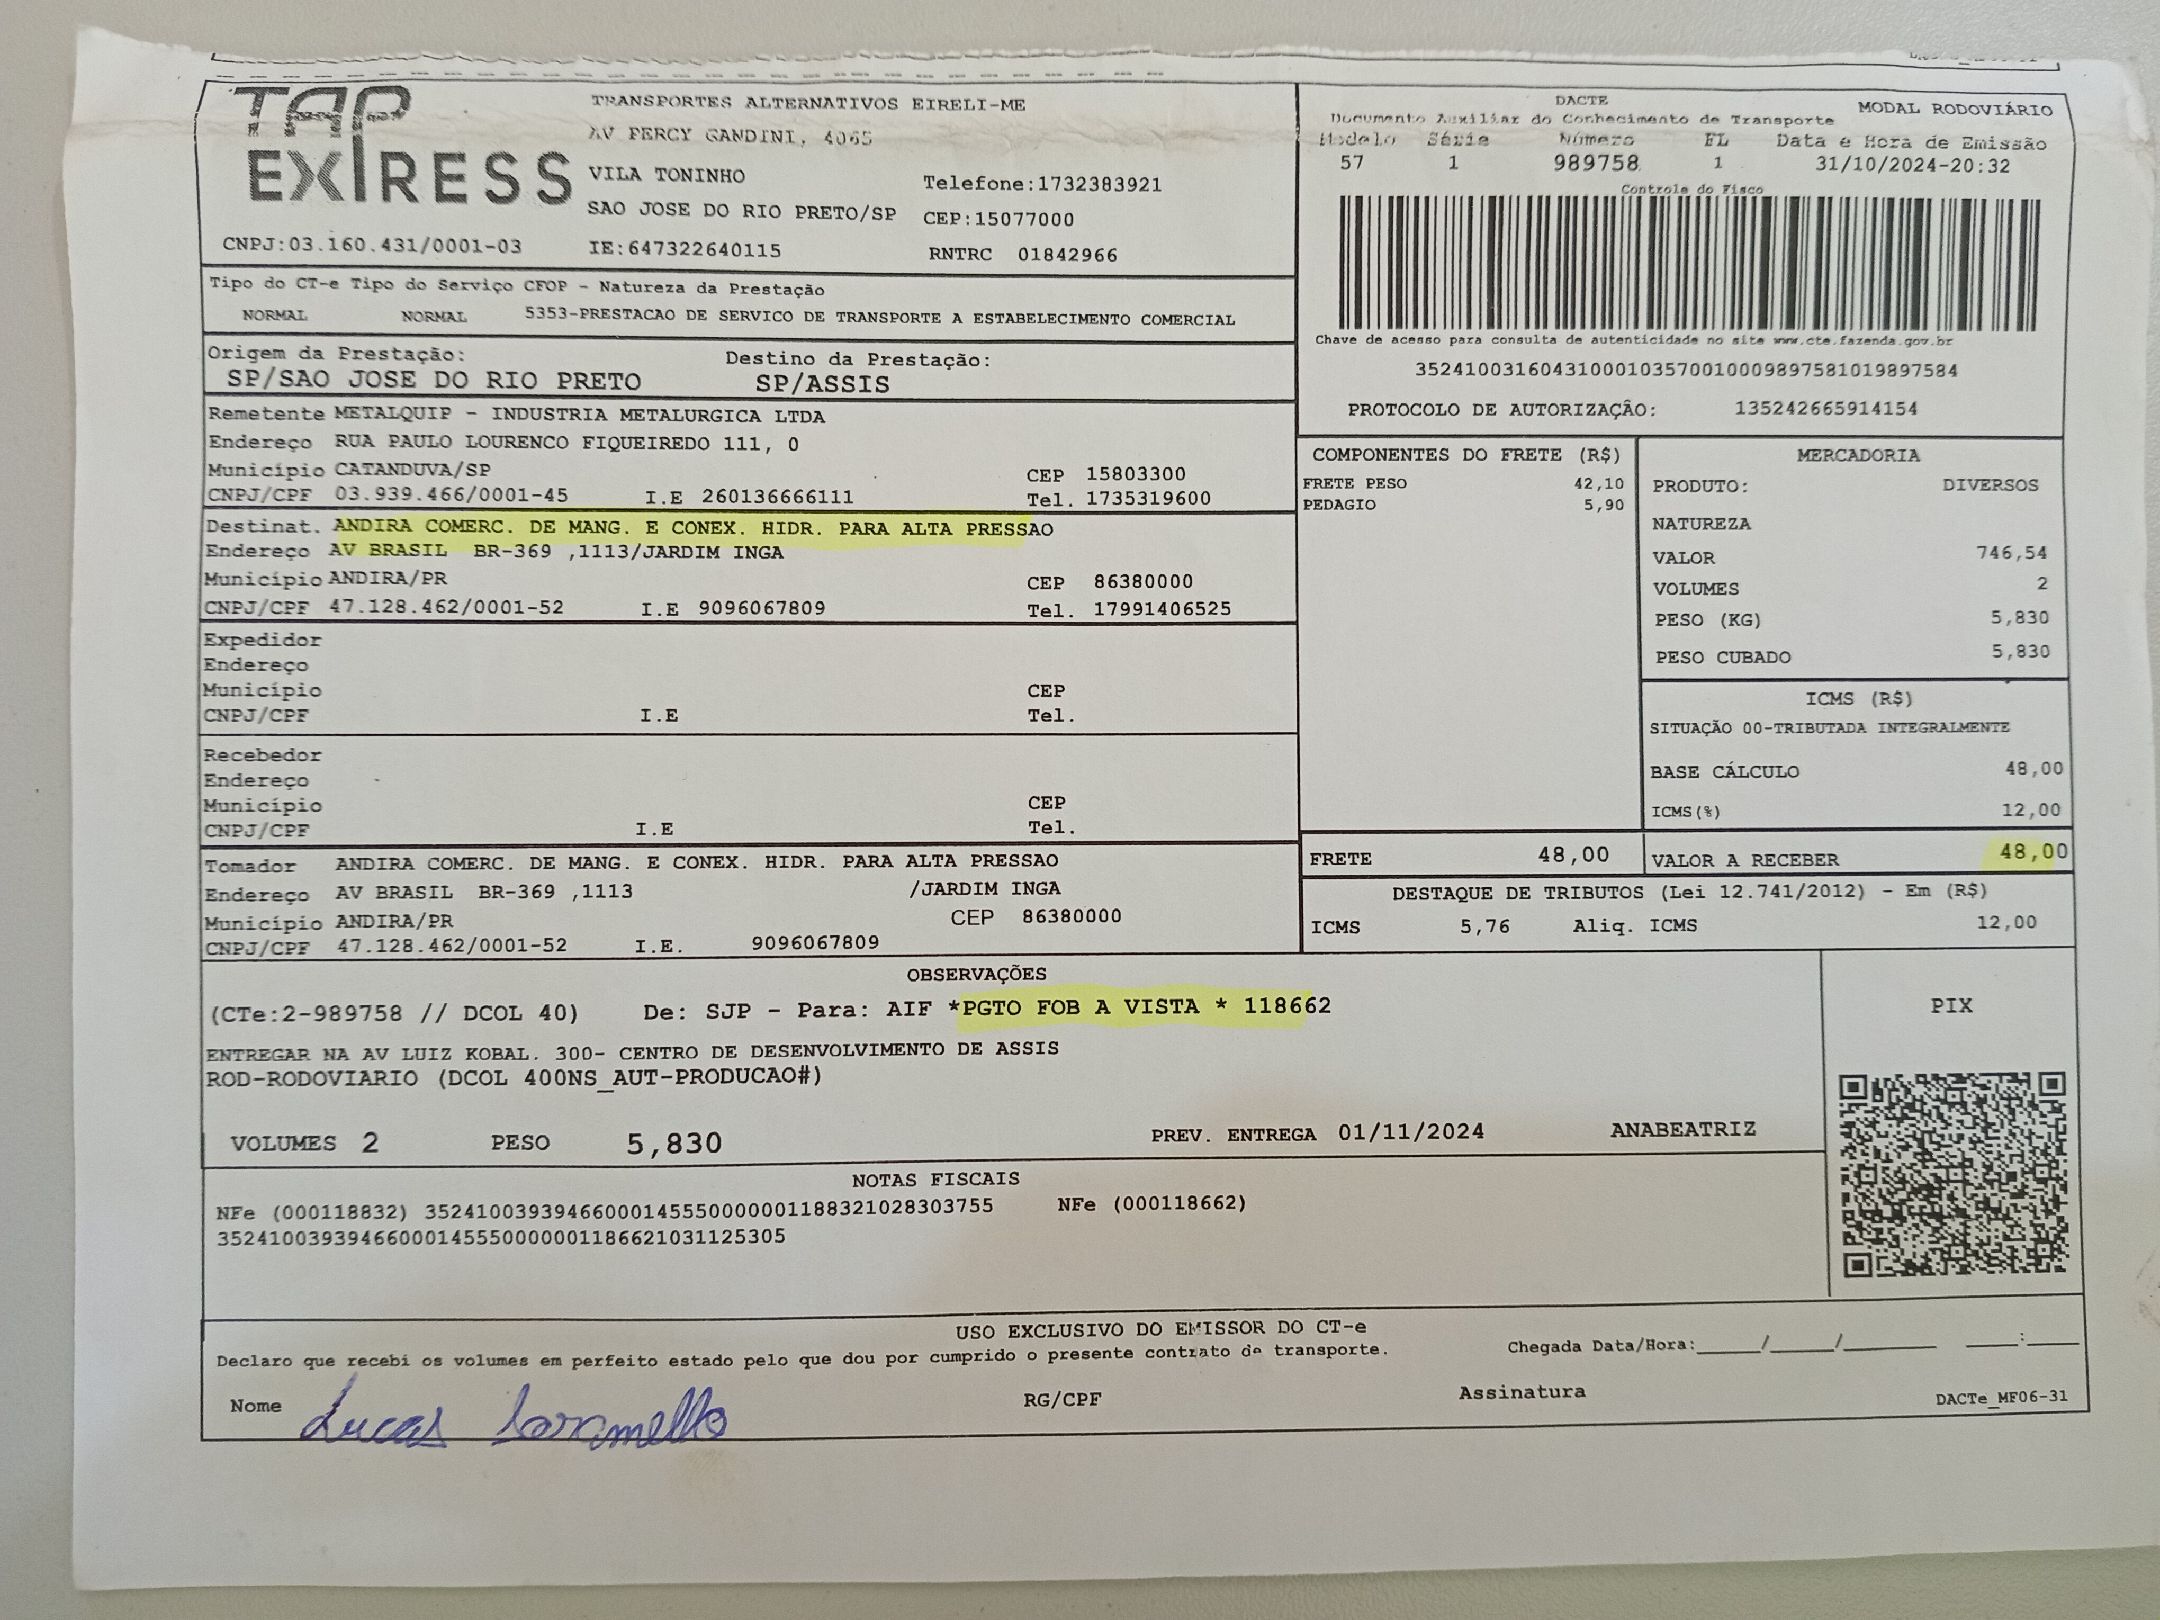 TAP
EXPRESS
TRANSPORTES ALTERNATIVOS EIRELI-ME
AV PERCY GANDINI, 4065
VILA TONINHO
Telefone:1732383921
SAO JOSE DO RIO PRETO/SP CEP:15077000
CNPJ:03.160.431/0001-03 IE:647322640115 RNTRC 01842966
DACTE MODAL RODOVIÁRIO
Documento Auxiliar do Conhecimento de Transporte
Modelo Série Número FL Data e Hora de Emissão
57 1 989758 1 31/10/2024-20:32
Controle do Fisco
Chave de acesso para consulta de autenticidade no site www.cte.fazenda.gov.br
35241003160431000103570010009897581019897584
PROTOCOLO DE AUTORIZAÇÃO: 135242665914154
Tipo do CT-e Tipo do Serviço CFOP - Natureza da Prestação
NORMAL NORMAL 5353-PRESTACAO DE SERVICO DE TRANSPORTE A ESTABELECIMENTO COMERCIAL
Origem da Prestação: Destino da Prestação:
SP/SAO JOSE DO RIO PRETO SP/ASSIS
Remetente METALQUIP - INDUSTRIA METALURGICA LTDA
Endereço RUA PAULO LOURENCO FIQUEIREDO 111, 0
Município CATANDUVA/SP CEP 15803300
CNPJ/CPF 03.939.466/0001-45 I.E 260136666111 Tel. 1735319600
Destinat. ANDIRA COMERC. DE MANG. E CONEX. HIDR. PARA ALTA PRESSAO
Endereço AV BRASIL BR-369 ,1113/JARDIM INGA
Município ANDIRA/PR CEP 86380000
CNPJ/CPF 47.128.462/0001-52 I.E 9096067809 Tel. 17991406525
Expedidor
Endereço
Município CEP
CNPJ/CPF I.E Tel.
Recebedor
Endereço
Município CEP
CNPJ/CPF I.E Tel.
Tomador ANDIRA COMERC. DE MANG. E CONEX. HIDR. PARA ALTA PRESSAO
Endereço AV BRASIL BR-369 ,1113 /JARDIM INGA
Município ANDIRA/PR CEP 86380000
CNPJ/CPF 47.128.462/0001-52 I.E. 9096067809
COMPONENTES DO FRETE (R$)
FRETE PESO 42,10
PEDAGIO 5,90
MERCADORIA
PRODUTO: DIVERSOS
NATUREZA
VALOR 746,54
VOLUMES 2
PESO (KG) 5,830
PESO CUBADO 5,830
ICMS (R$)
SITUAÇÃO 00-TRIBUTADA INTEGRALMENTE
BASE CÁLCULO 48,00
ICMS(%) 12,00
FRETE 48,00 VALOR A RECEBER 48,00
DESTAQUE DE TRIBUTOS (Lei 12.741/2012) - Em (R$)
ICMS 5,76 Aliq. ICMS 12,00
OBSERVAÇÕES
(CTe:2-989758 // DCOL 40) De: SJP - Para: AIF *PGTO FOB A VISTA * 118662
ENTREGAR NA AV LUIZ KOBAL. 300- CENTRO DE DESENVOLVIMENTO DE ASSIS
ROD-RODOVIARIO (DCOL 400NS_AUT-PRODUCAO#)
VOLUMES 2 PESO 5,830 PREV. ENTREGA 01/11/2024 ANABEATRIZ
PIX
NOTAS FISCAIS
NFe (000118832) 35241003939466000145550000001188321028303755 NFe (000118662)
35241003939466000145550000001186621031125305
USO EXCLUSIVO DO EMISSOR DO CT-e
Declaro que recebi os volumes em perfeito estado pelo que dou por cumprido o presente contrato de transporte. Chegada Data/Hora:_____/_____/________ ____:____
Nome Lucas Saramello RG/CPF Assinatura
DACTe_MF06-31